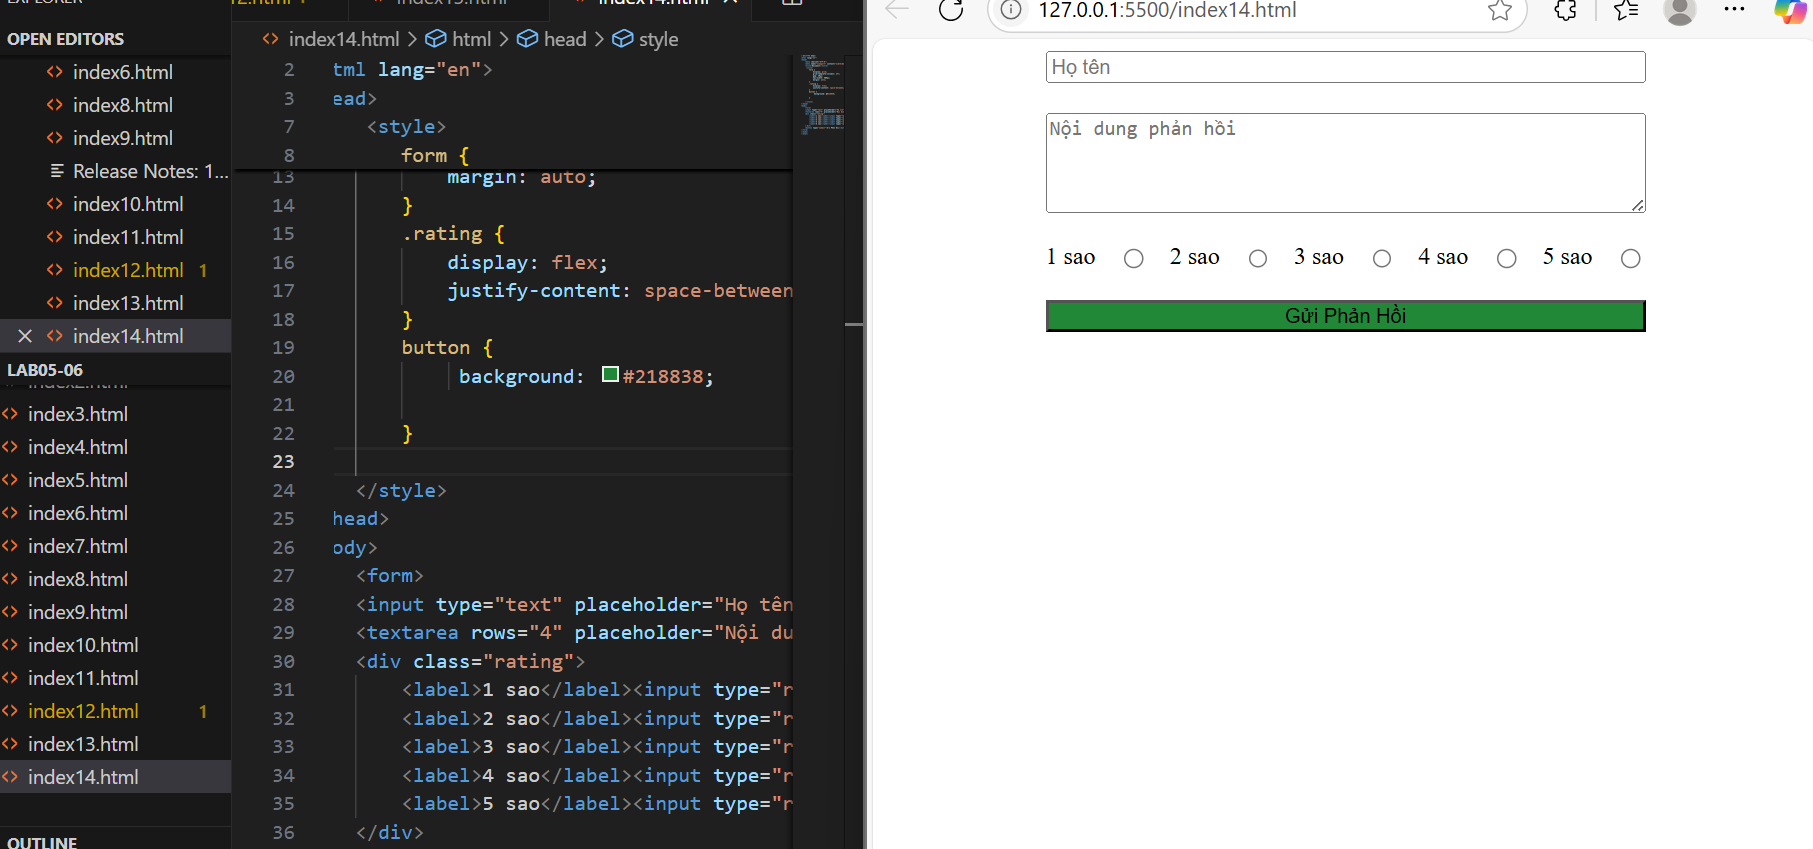 OPEN EDITORS
index6.html
index8.html
index9.html
Release Notes: 1...
index10.html
index11.html
index12.html 1
index13.html
index14.html
LAB05-06
index3.html
index4.html
index5.html
index6.html
index7.html
index8.html
index9.html
index10.html
index11.html
index12.html 1
index13.html
index14.html
OUTLINE
index14.html > html > head > style
2 tml lang="en">
3 ead>
7 <style>
8 form {
13 margin: auto;
14 }
15 .rating {
16 display: flex;
17 justify-content: space-between
18 }
19 button {
20 background: #218838;
21
22 }
23
24 </style>
25 head>
26 ody>
27 <form>
28 <input type="text" placeholder="Họ tên
29 <textarea rows="4" placeholder="Nội du
30 <div class="rating">
31 <label>1 sao</label><input type="r
32 <label>2 sao</label><input type="r
33 <label>3 sao</label><input type="r
34 <label>4 sao</label><input type="r
35 <label>5 sao</label><input type="r
36 </div>
127.0.0.1:5500/index14.html
Họ tên
Nội dung phản hồi
1 sao 2 sao 3 sao 4 sao 5 sao
Gửi Phản Hồi